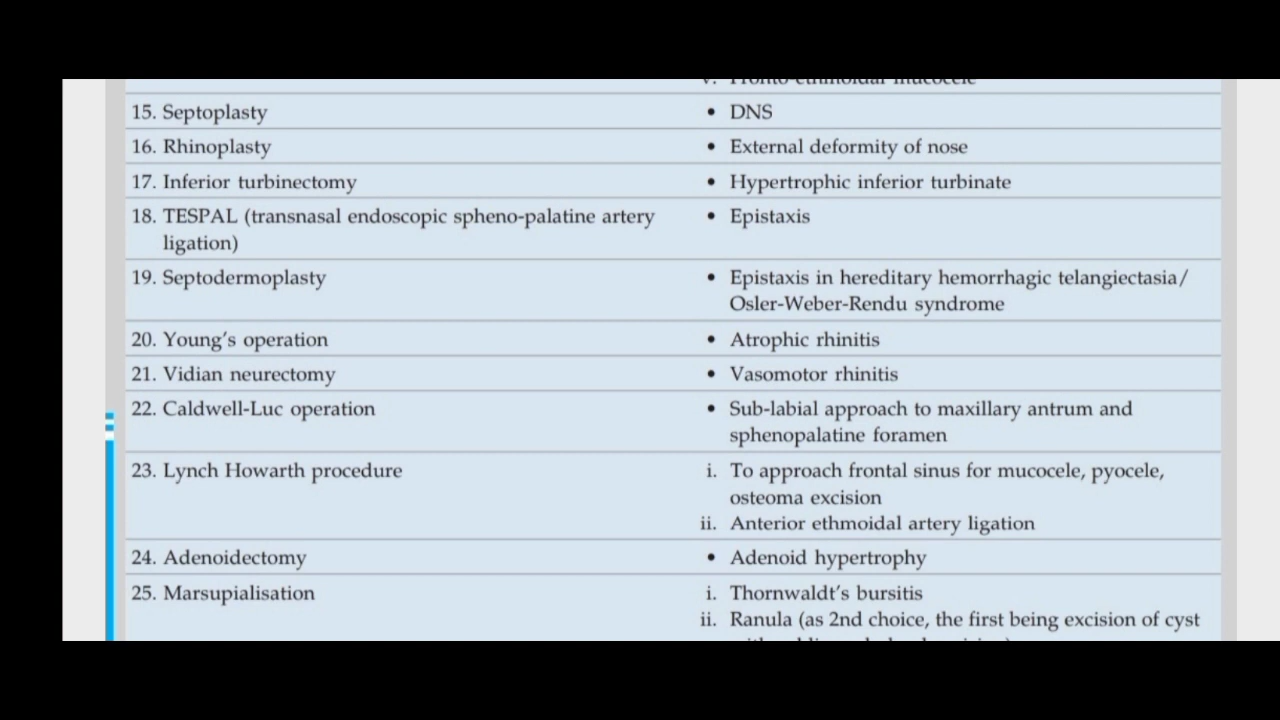 v. Fronto-ethmoidal mucocele
15. Septoplasty • DNS
16. Rhinoplasty • External deformity of nose
17. Inferior turbinectomy • Hypertrophic inferior turbinate
18. TESPAL (transnasal endoscopic spheno-palatine artery • Epistaxis
ligation)
19. Septodermoplasty • Epistaxis in hereditary hemorrhagic telangiectasia/
Osler-Weber-Rendu syndrome
20. Young's operation • Atrophic rhinitis
21. Vidian neurectomy • Vasomotor rhinitis
22. Caldwell-Luc operation • Sub-labial approach to maxillary antrum and
sphenopalatine foramen
23. Lynch Howarth procedure i. To approach frontal sinus for mucocele, pyocele,
osteoma excision
ii. Anterior ethmoidal artery ligation
24. Adenoidectomy • Adenoid hypertrophy
25. Marsupialisation i. Thornwaldt's bursitis
ii. Ranula (as 2nd choice, the first being excision of cyst